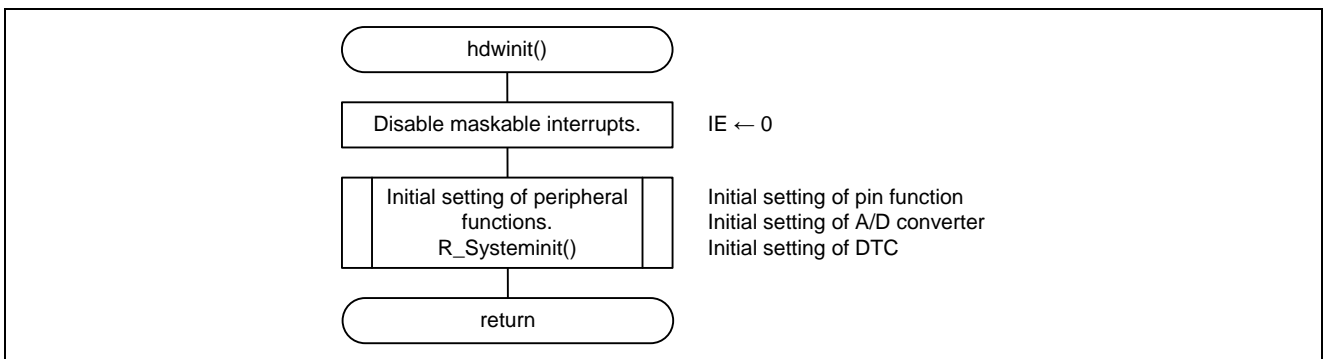 hdwinit()
Disable maskable interrupts.
IE ← 0
Initial setting of peripheral
functions.
R_Systeminit()
Initial setting of pin function
Initial setting of A/D converter
Initial setting of DTC
return